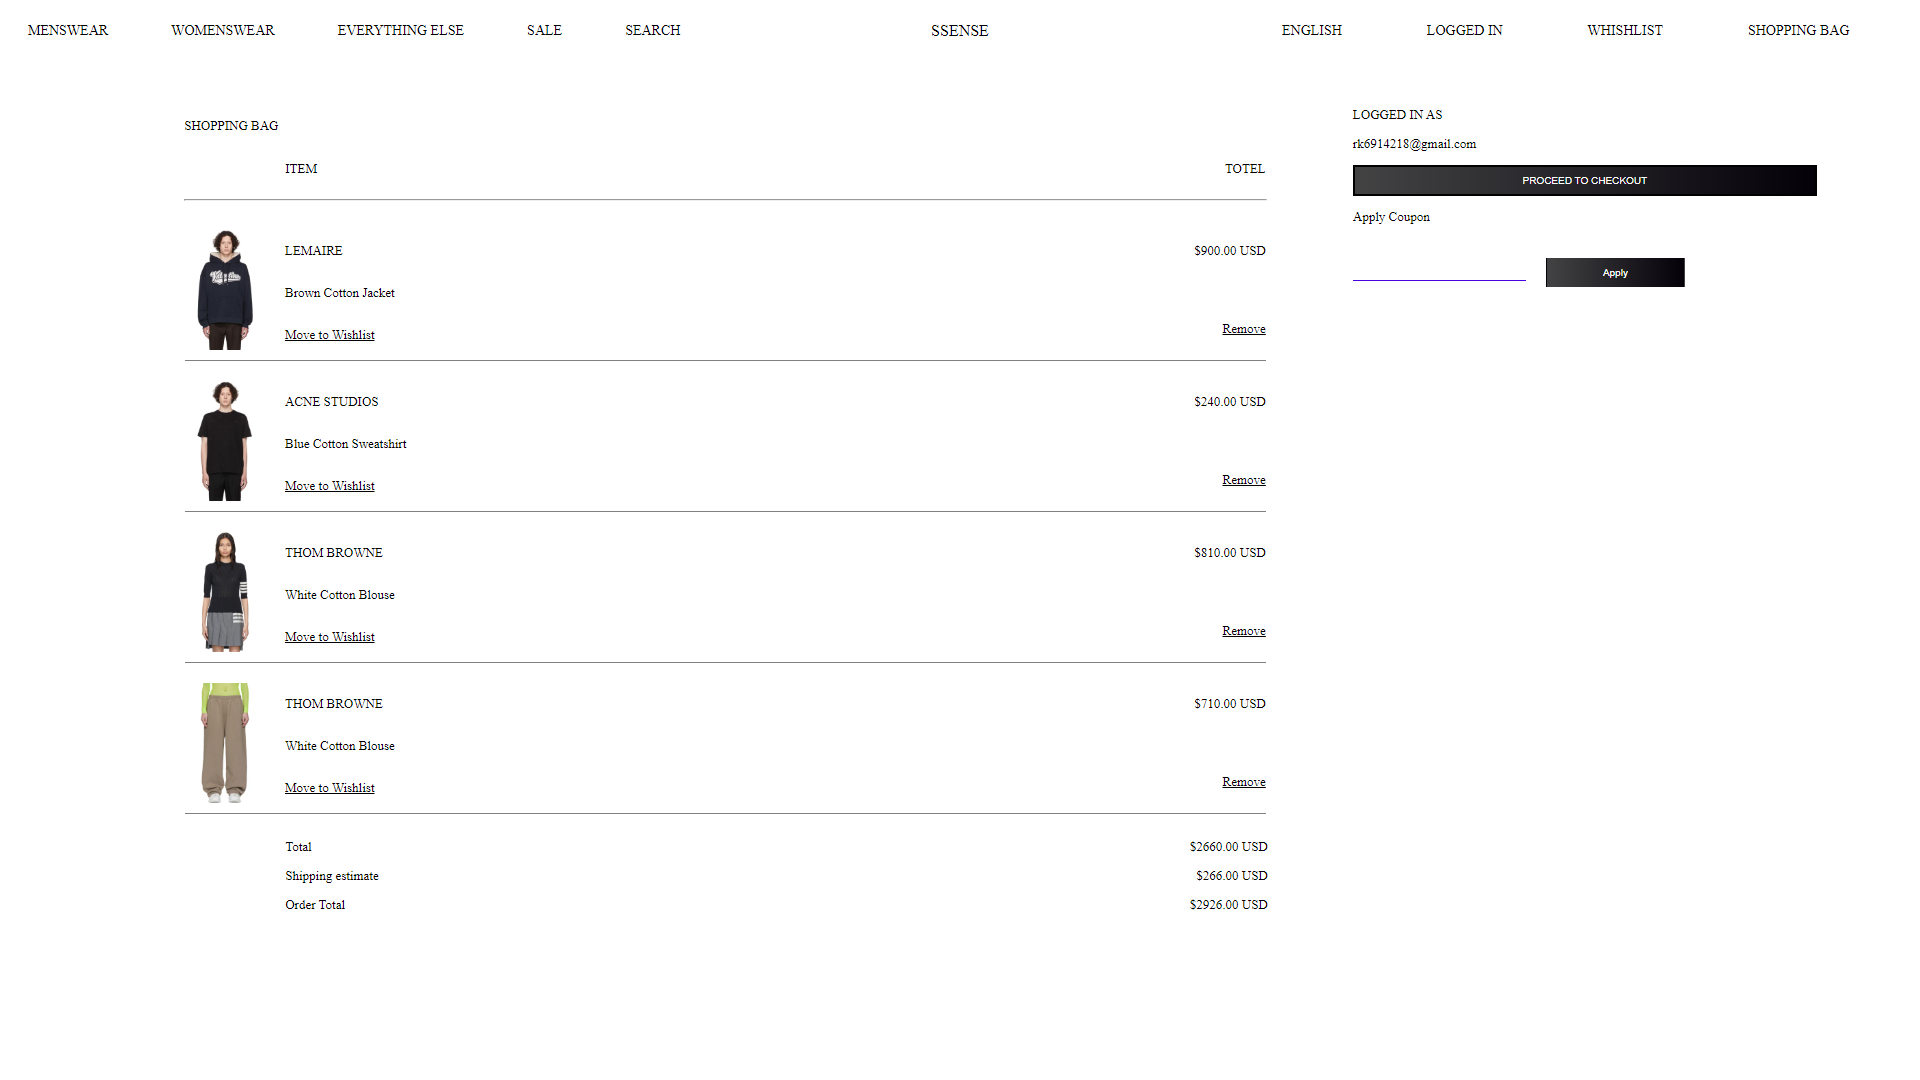 MENSWEAR WOMENSWEAR EVERYTHING ELSE SALE SEARCH SSENSE ENGLISH LOGGED IN WHISHLIST SHOPPING BAG
SHOPPING BAG
ITEM TOTEL
LEMAIRE $900.00 USD
Brown Cotton Jacket
Move to Wishlist Remove
ACNE STUDIOS $240.00 USD
Blue Cotton Sweatshirt
Move to Wishlist Remove
THOM BROWNE $810.00 USD
White Cotton Blouse
Move to Wishlist Remove
THOM BROWNE $710.00 USD
White Cotton Blouse
Move to Wishlist Remove
Total $2660.00 USD
Shipping estimate $266.00 USD
Order Total $2926.00 USD
LOGGED IN AS
rk6914218@gmail.com
PROCEED TO CHECKOUT
Apply Coupon
Apply